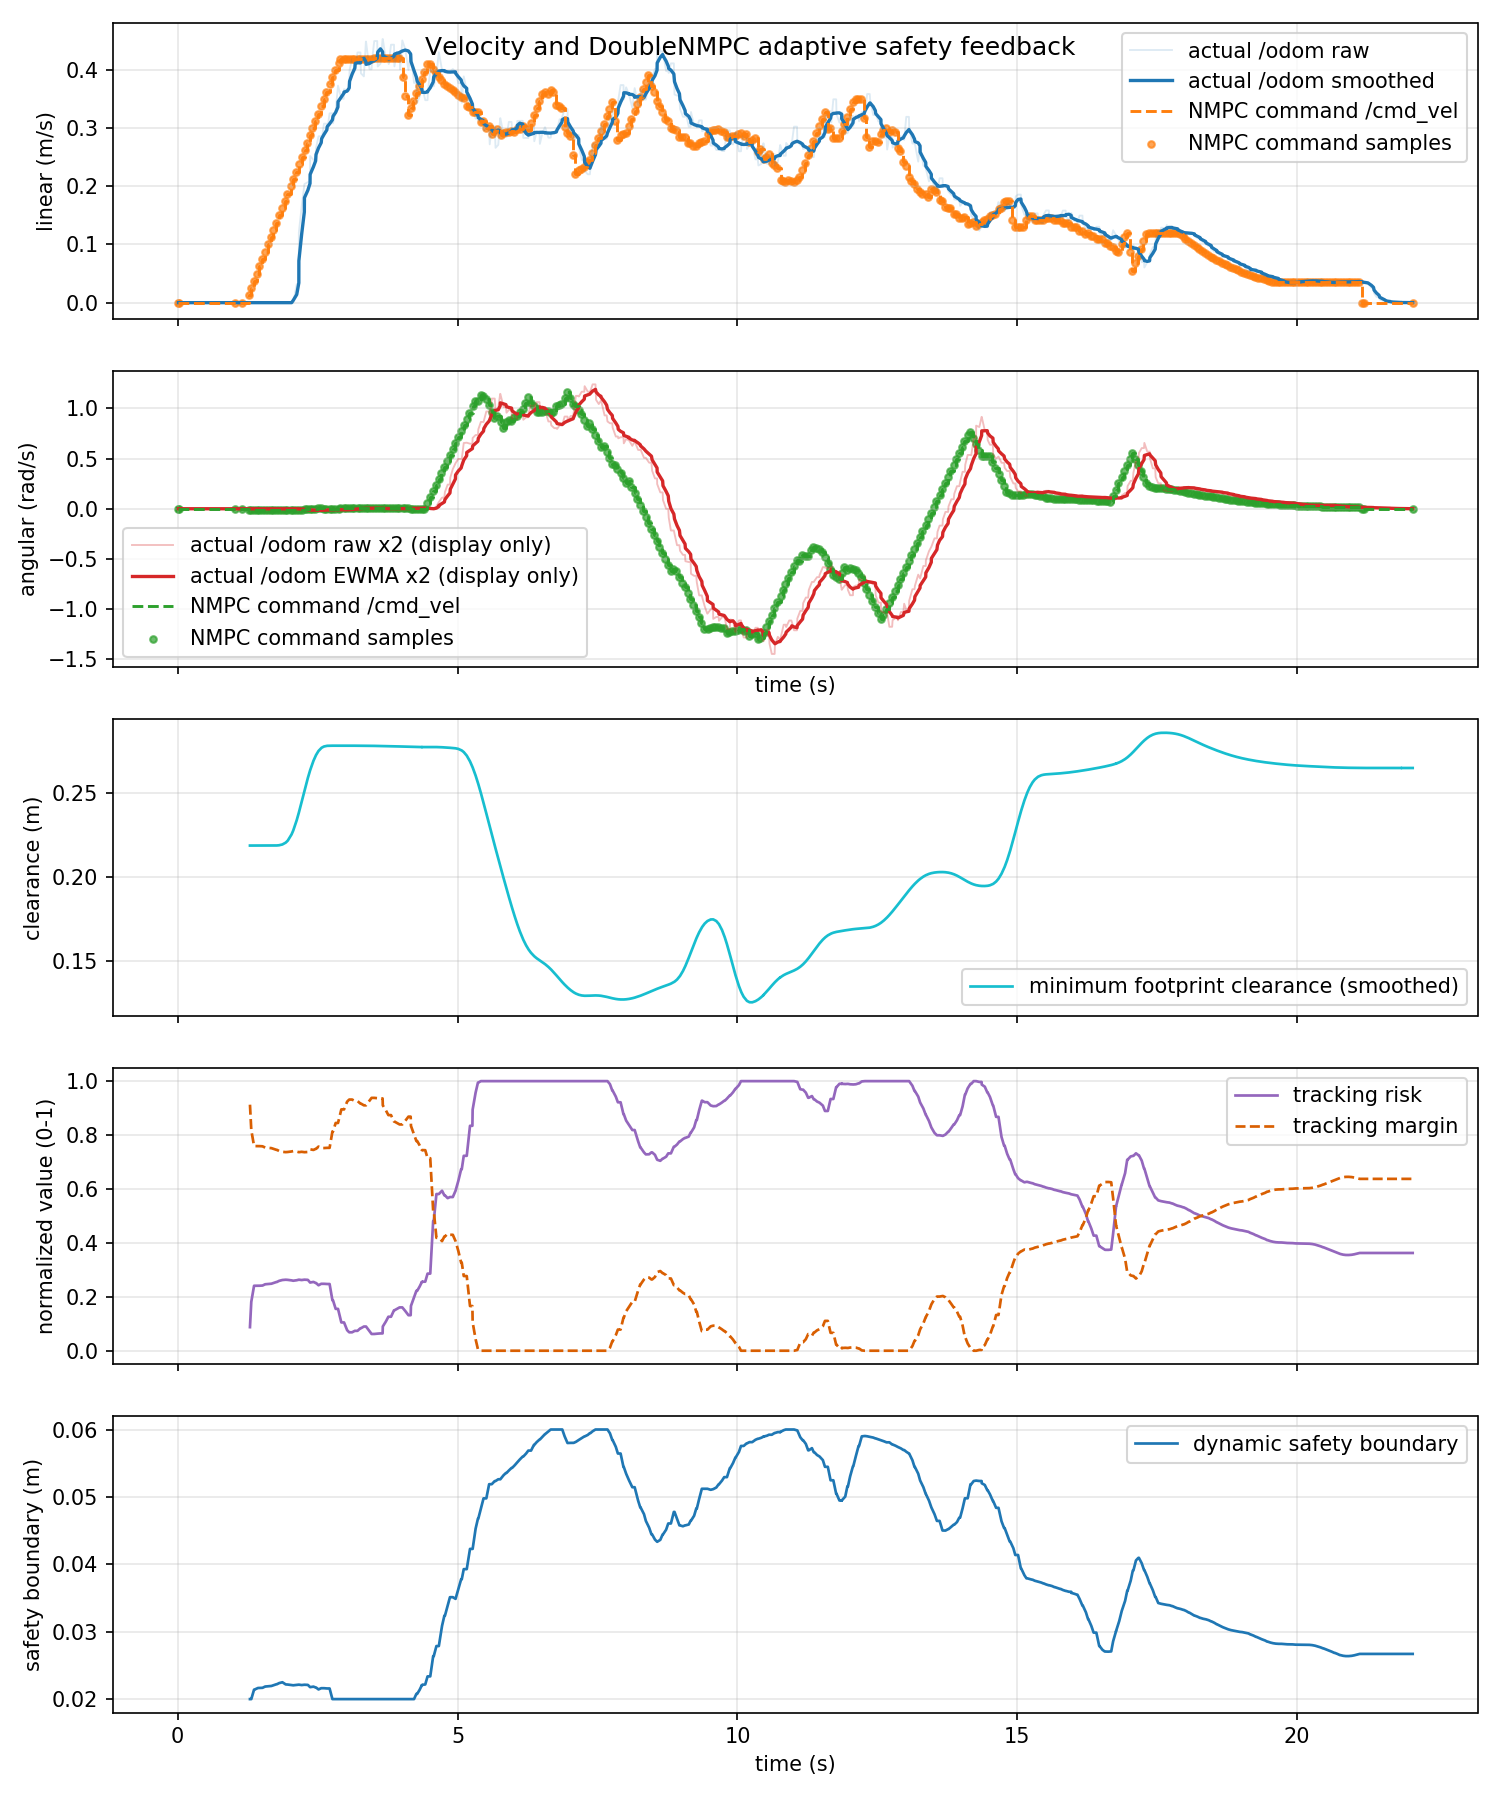 Velocity and DoubleNMPC adaptive safety feedback
actual /odom raw
actual /odom smoothed
NMPC command /cmd_vel
NMPC command samples
linear (m/s)
0.4
0.3
0.2
0.1
0.0
angular (rad/s)
1.0
0.5
0.0
−0.5
−1.0
−1.5
actual /odom raw x2 (display only)
actual /odom EWMA x2 (display only)
NMPC command /cmd_vel
NMPC command samples
time (s)
clearance (m)
0.25
0.20
0.15
minimum footprint clearance (smoothed)
normalized value (0-1)
1.0
0.8
0.6
0.4
0.2
0.0
tracking risk
tracking margin
safety boundary (m)
0.06
0.05
0.04
0.03
0.02
dynamic safety boundary
0
5
10
15
20
time (s)